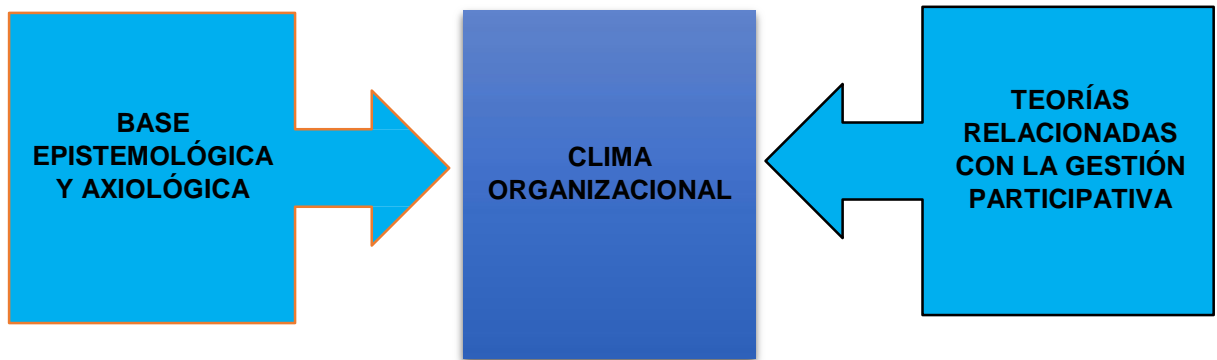 BASE
EPISTEMOLÓGICA
Y AXIOLÓGICA
CLIMA
ORGANIZACIONAL
TEORÍAS
RELACIONADAS
CON LA GESTIÓN
PARTICIPATIVA